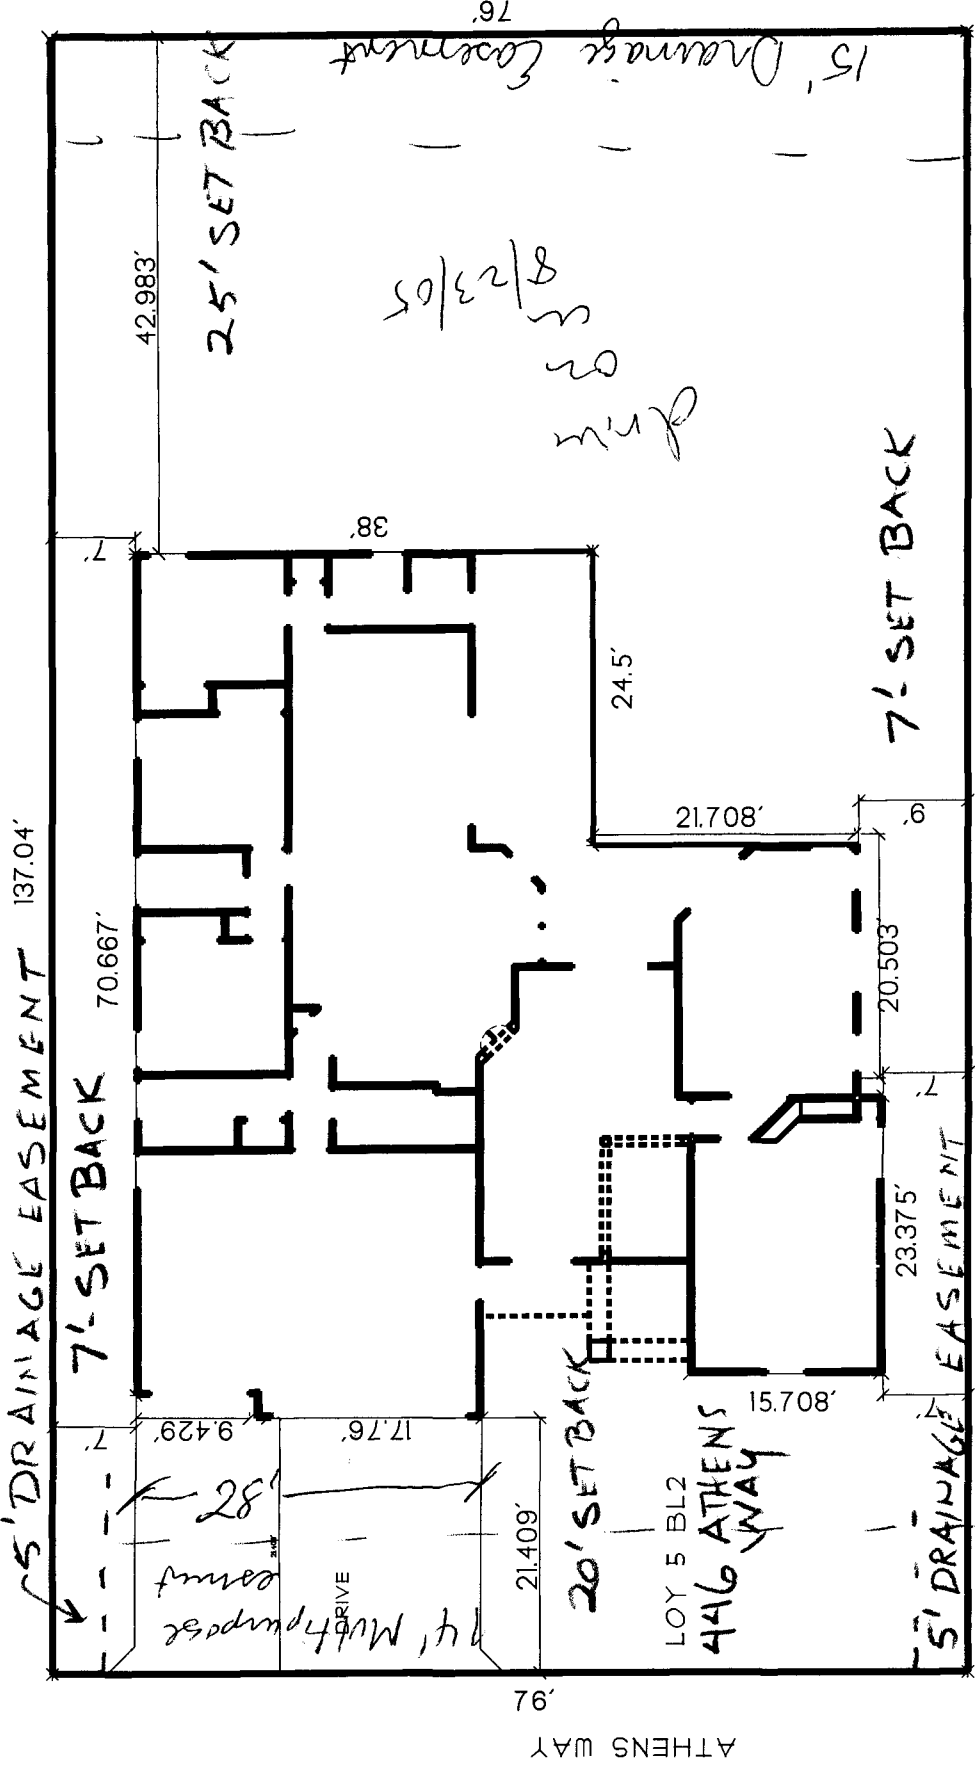 76'
15' Drainage Easement
25' SET BACK
42.983'
8/23/05
on
7'
38'
24.5'
7'- SET BACK
21.708'
9'
20.503'
137.04'
70.667'
5' DRAINAGE EASEMENT
7'- SET BACK
7'
23.375'
15.708'
7'
5' DRAINAGE EASEMENT
7'
9.429'
17.76'
28'
21.409'
14' Multipurpose
esmnt
DRIVE
20' SET BACK
LOY 5 BL2
446 ATHENS
WAY
76'
ATHENS WAY